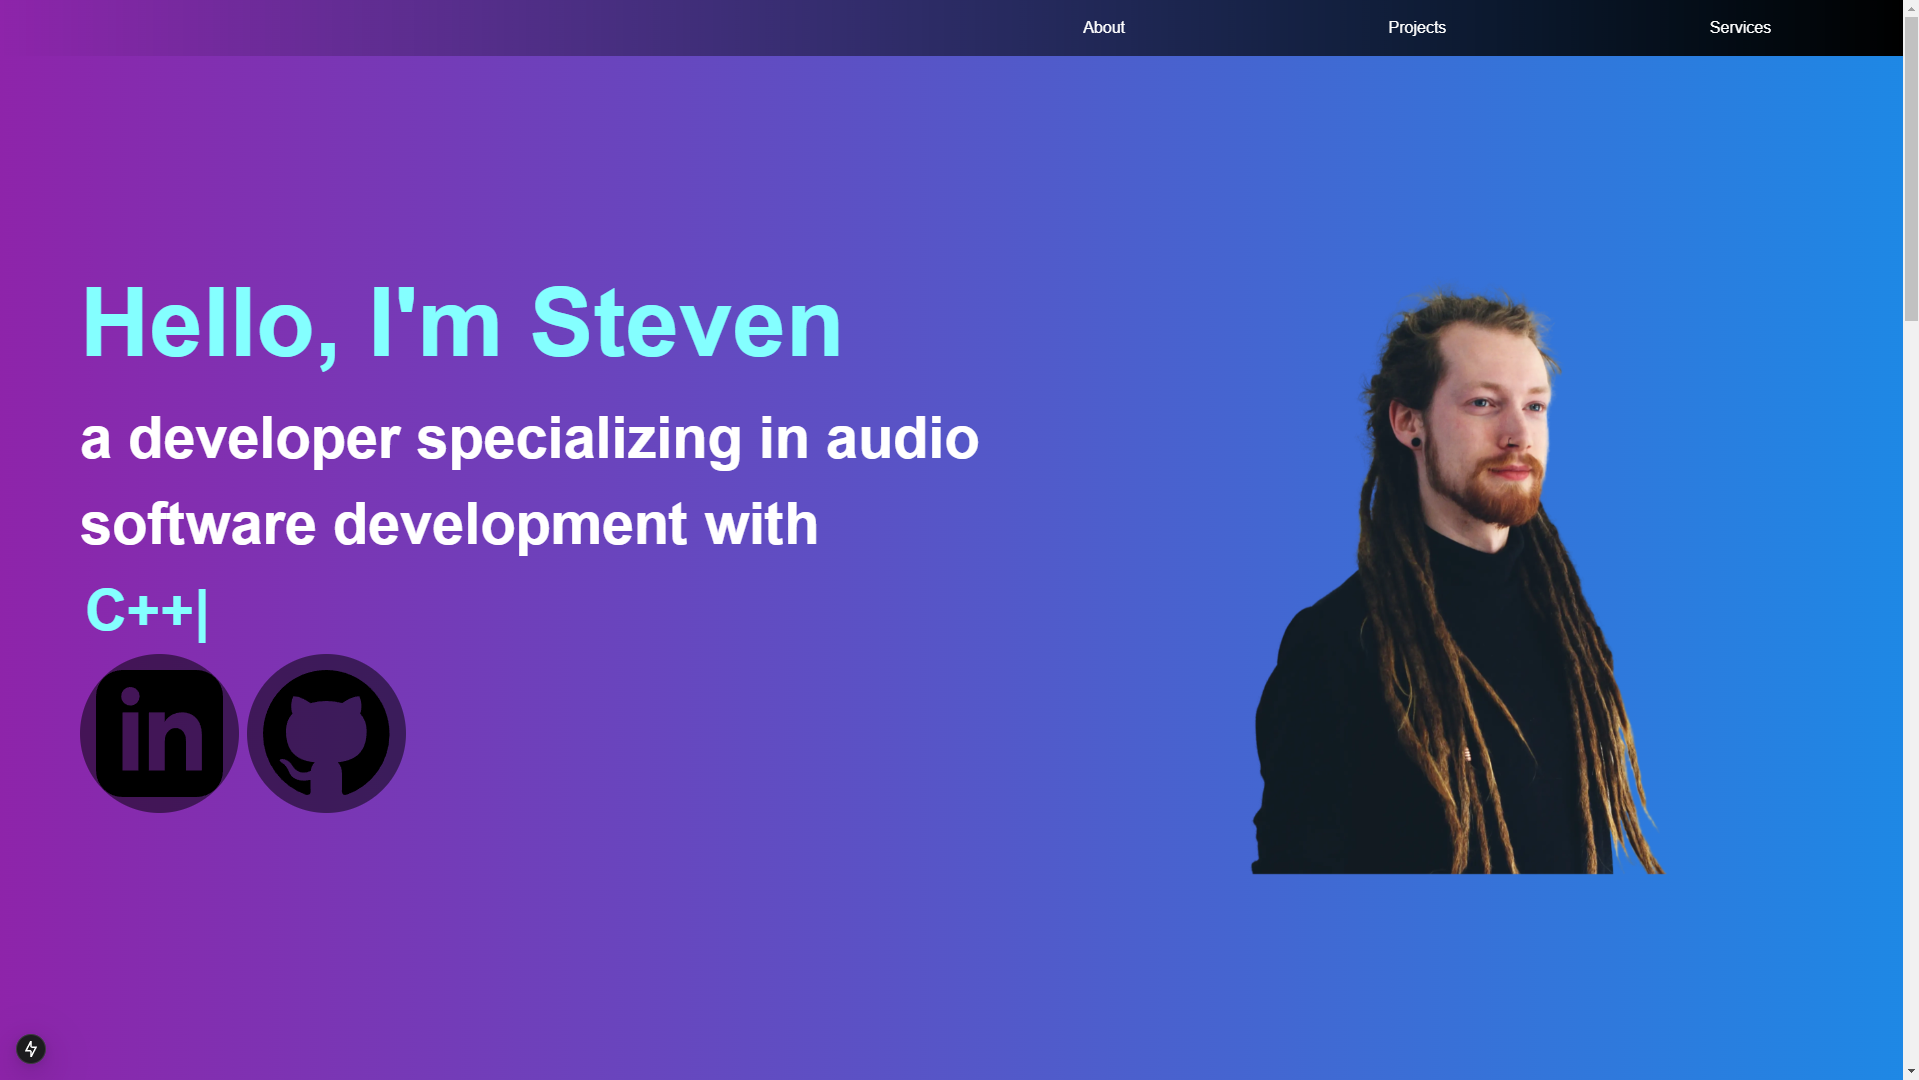 About
Projects
Services
Hello, I'm Steven
a developer specializing in audio
software development with
C++|
in